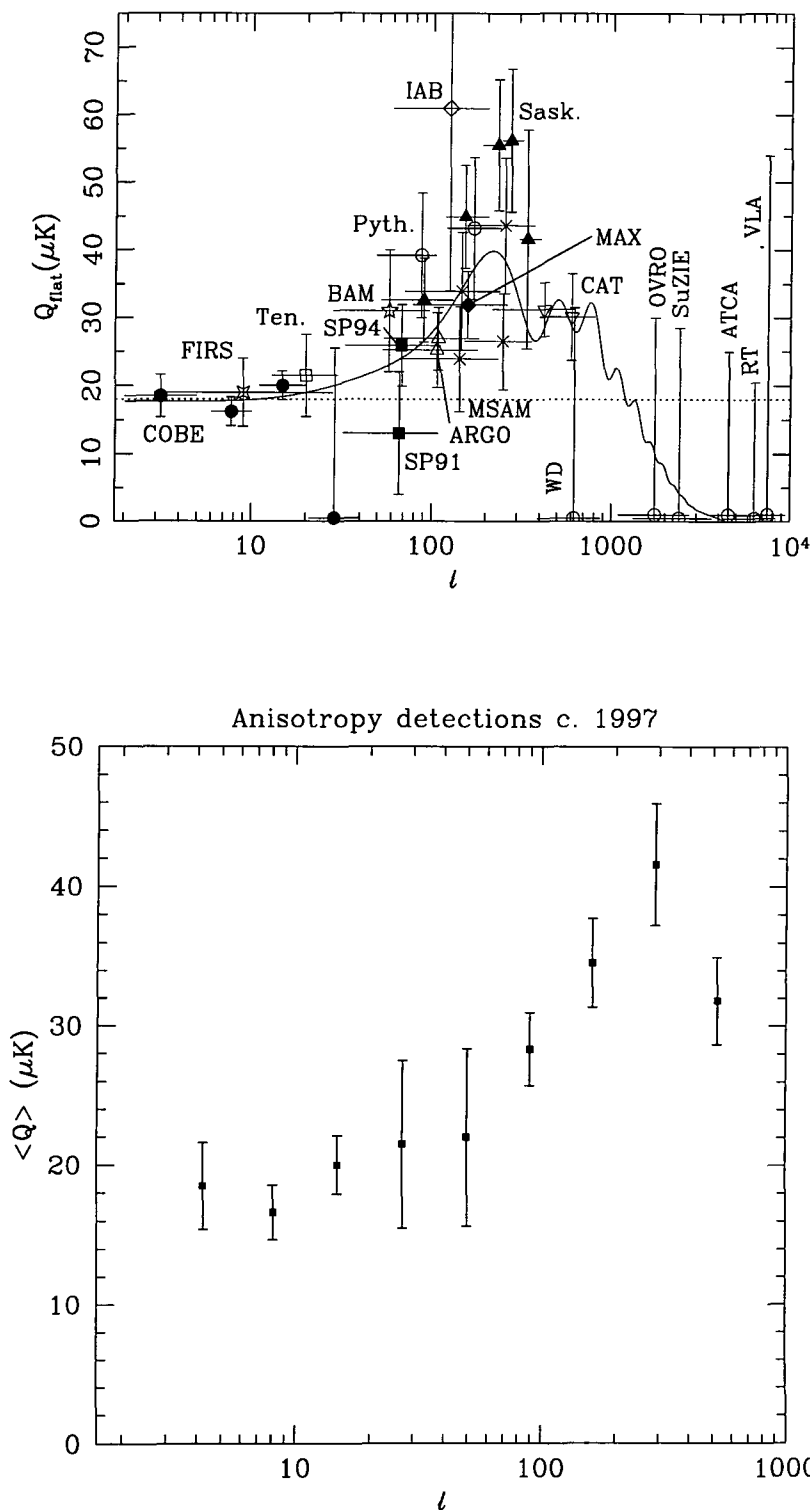 70
60
50
40
30
20
10
0
Q_flat(μK)
IAB
Sask.
Pyth.
MAX
BAM
SP94
Ten.
FIRS
COBE
MSAM
ARGO
SP91
CAT
WD
OVRO
SuZIE
ATCA
RT
VLA
10
100
1000
10⁴
ℓ
Anisotropy detections c. 1997
50
40
30
20
10
0
<Q> (μK)
10
100
1000
ℓ